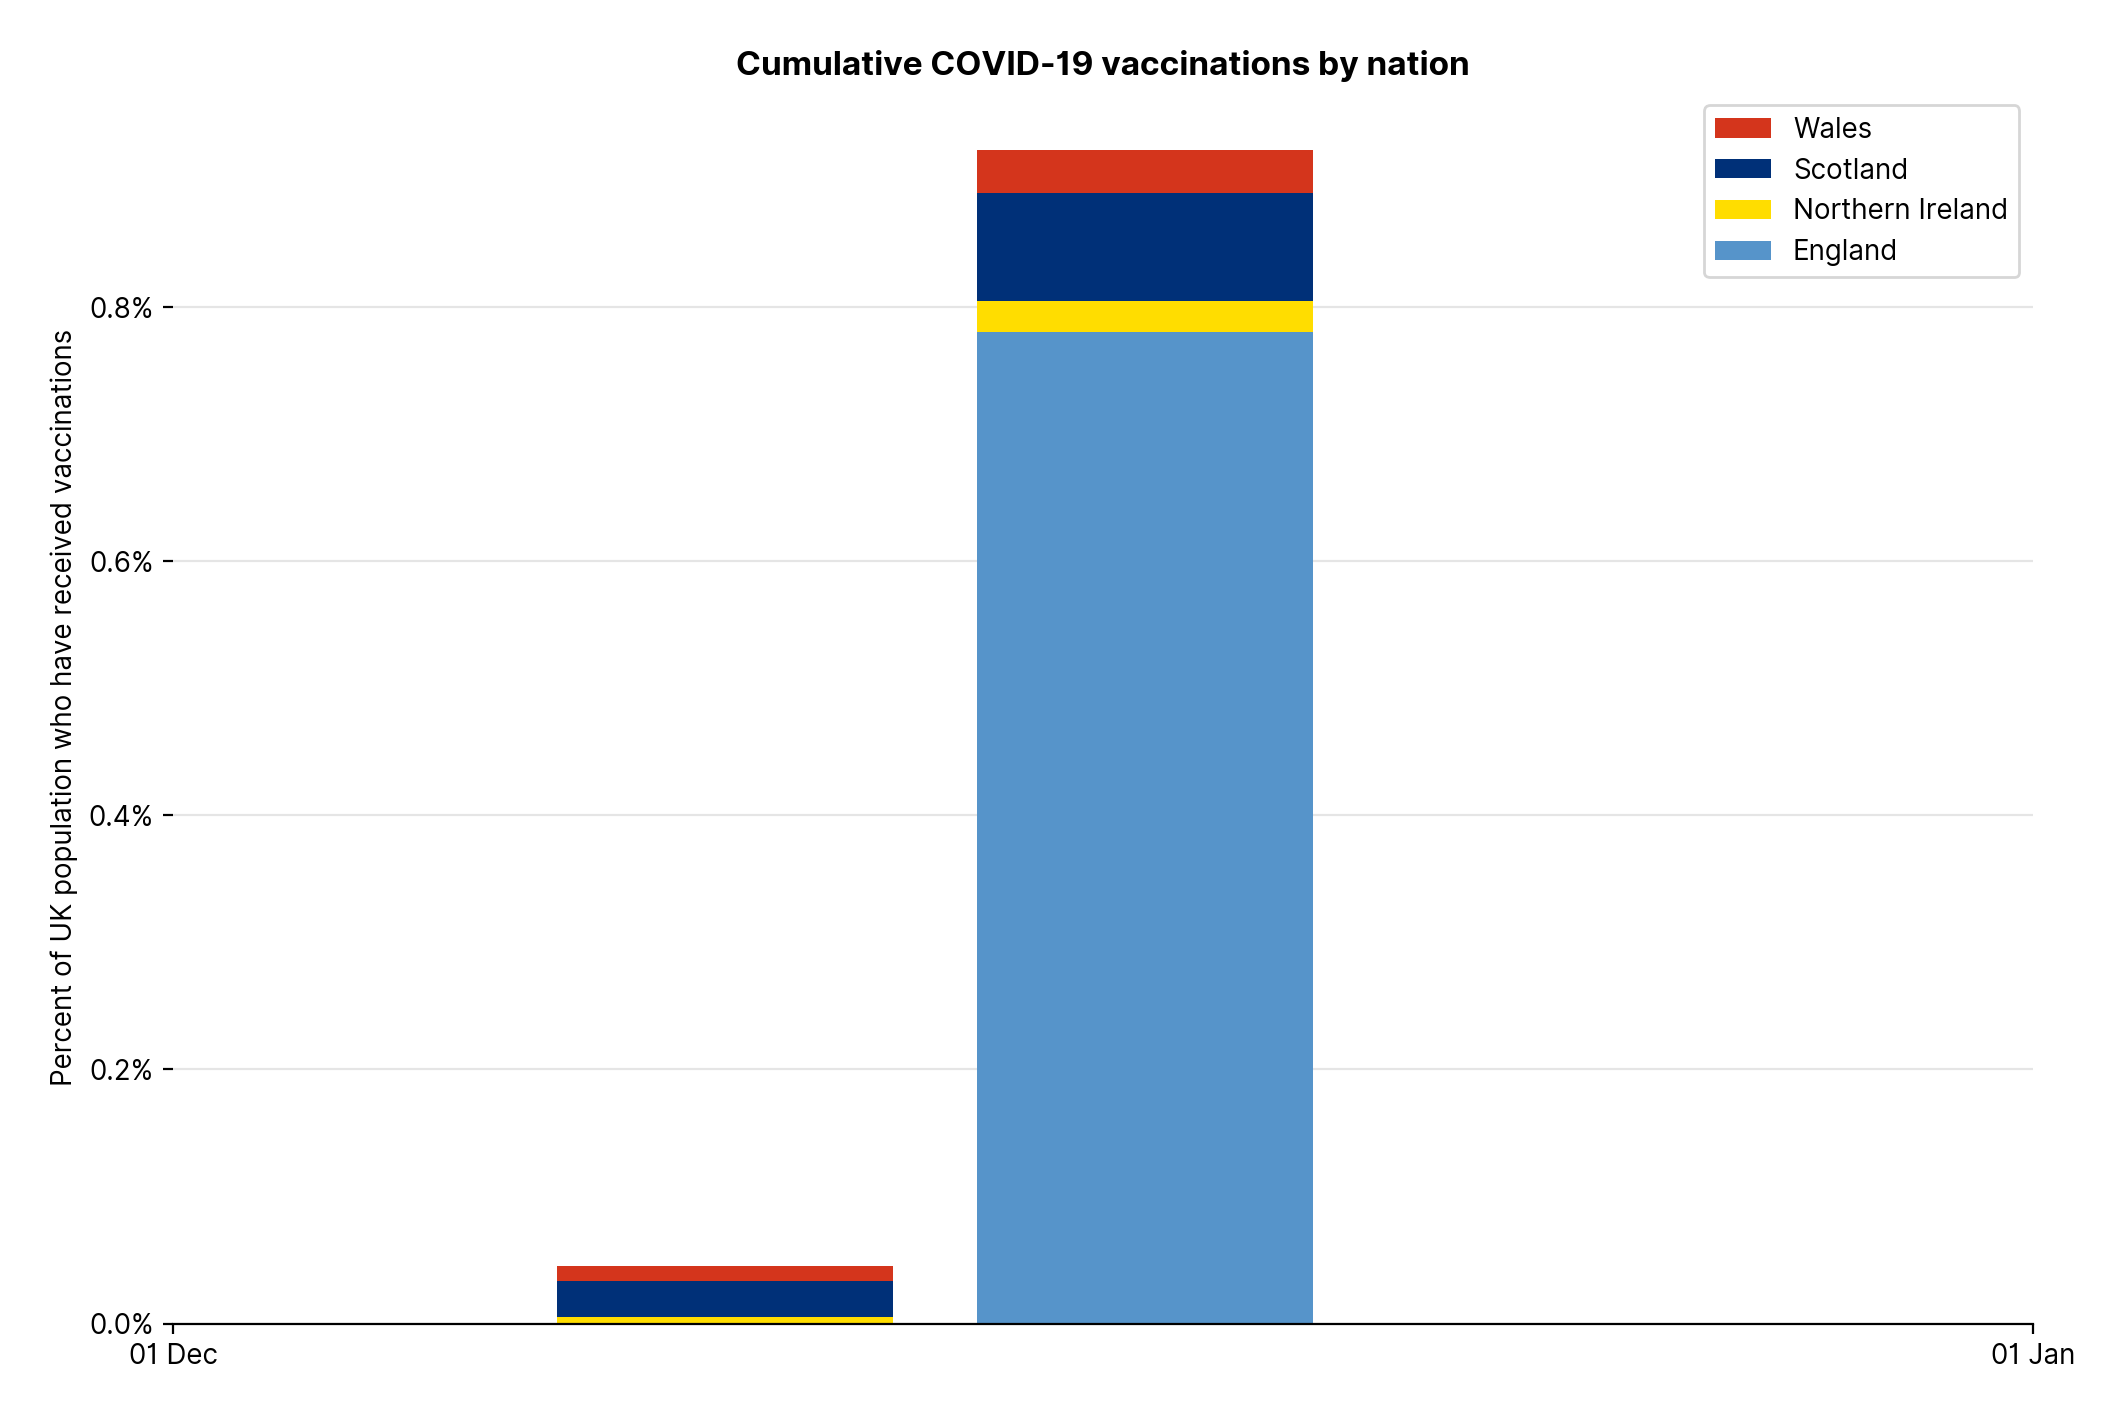 Cumulative COVID-19 vaccinations by nation
Wales
Scotland
Northern Ireland
England
Percent of UK population who have received vaccinations
0.8%
0.6%
0.4%
0.2%
0.0%
01 Dec
01 Jan